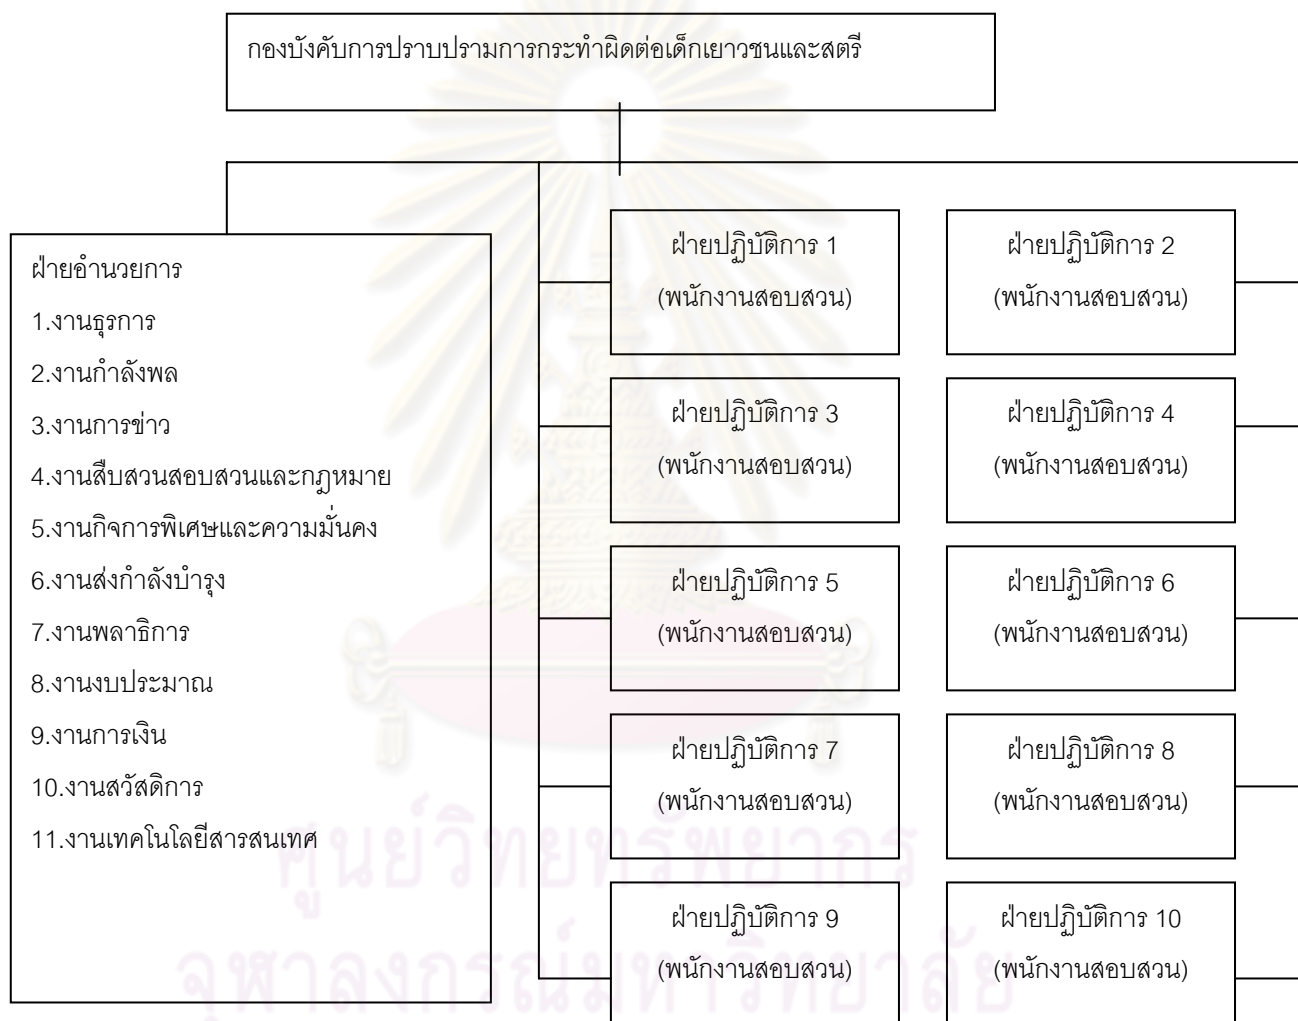 กองบังคับการปราบปรามการกระทำผิดต่อเด็กเยาวชนและสตรี
ฝ่ายอำนวยการ
1.งานธุรการ
2.งานกำลังพล
3.งานการข่าว
4.งานสืบสวนสอบสวนและกฎหมาย
5.งานกิจการพิเศษและความมั่นคง
6.งานส่งกำลังบำรุง
7.งานพลาธิการ
8.งานงบประมาณ
9.งานการเงิน
10.งานสวัสดิการ
11.งานเทคโนโลยีสารสนเทศ
ฝ่ายปฏิบัติการ 1
(พนักงานสอบสวน)
ฝ่ายปฏิบัติการ 2
(พนักงานสอบสวน)
ฝ่ายปฏิบัติการ 3
(พนักงานสอบสวน)
ฝ่ายปฏิบัติการ 4
(พนักงานสอบสวน)
ฝ่ายปฏิบัติการ 5
(พนักงานสอบสวน)
ฝ่ายปฏิบัติการ 6
(พนักงานสอบสวน)
ฝ่ายปฏิบัติการ 7
(พนักงานสอบสวน)
ฝ่ายปฏิบัติการ 8
(พนักงานสอบสวน)
ฝ่ายปฏิบัติการ 9
(พนักงานสอบสวน)
ฝ่ายปฏิบัติการ 10
(พนักงานสอบสวน)
ศูนย์วิทยทรัพยากร
จุฬาลงกรณ์มหาวิทยาลัย